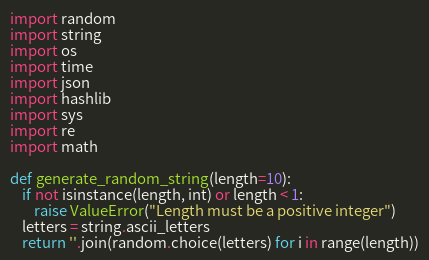 import random
import string
import os
import time
import json
import hashlib
import sys
import re
import math

def generate_random_string(length=10):
    if not isinstance(length, int) or length < 1:
        raise ValueError("Length must be a positive integer")
    letters = string.ascii_letters
    return ''.join(random.choice(letters) for i in range(length))